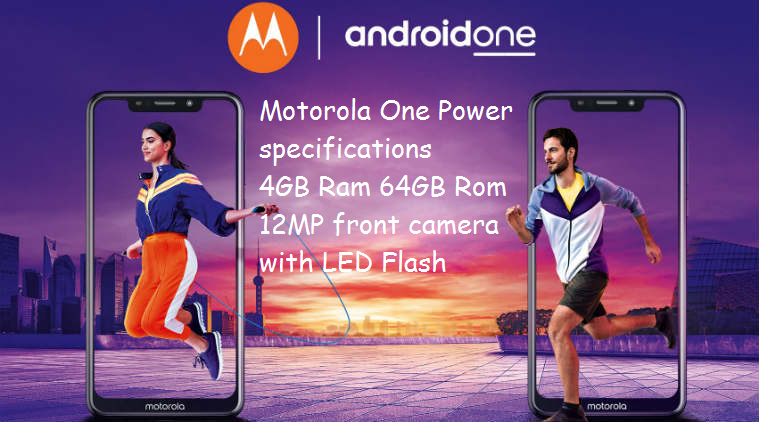 androidone
Motorola One Power
specifications
4GB Ram 64GB Rom
12MP front camera
with LED Flash
motorola
motorola